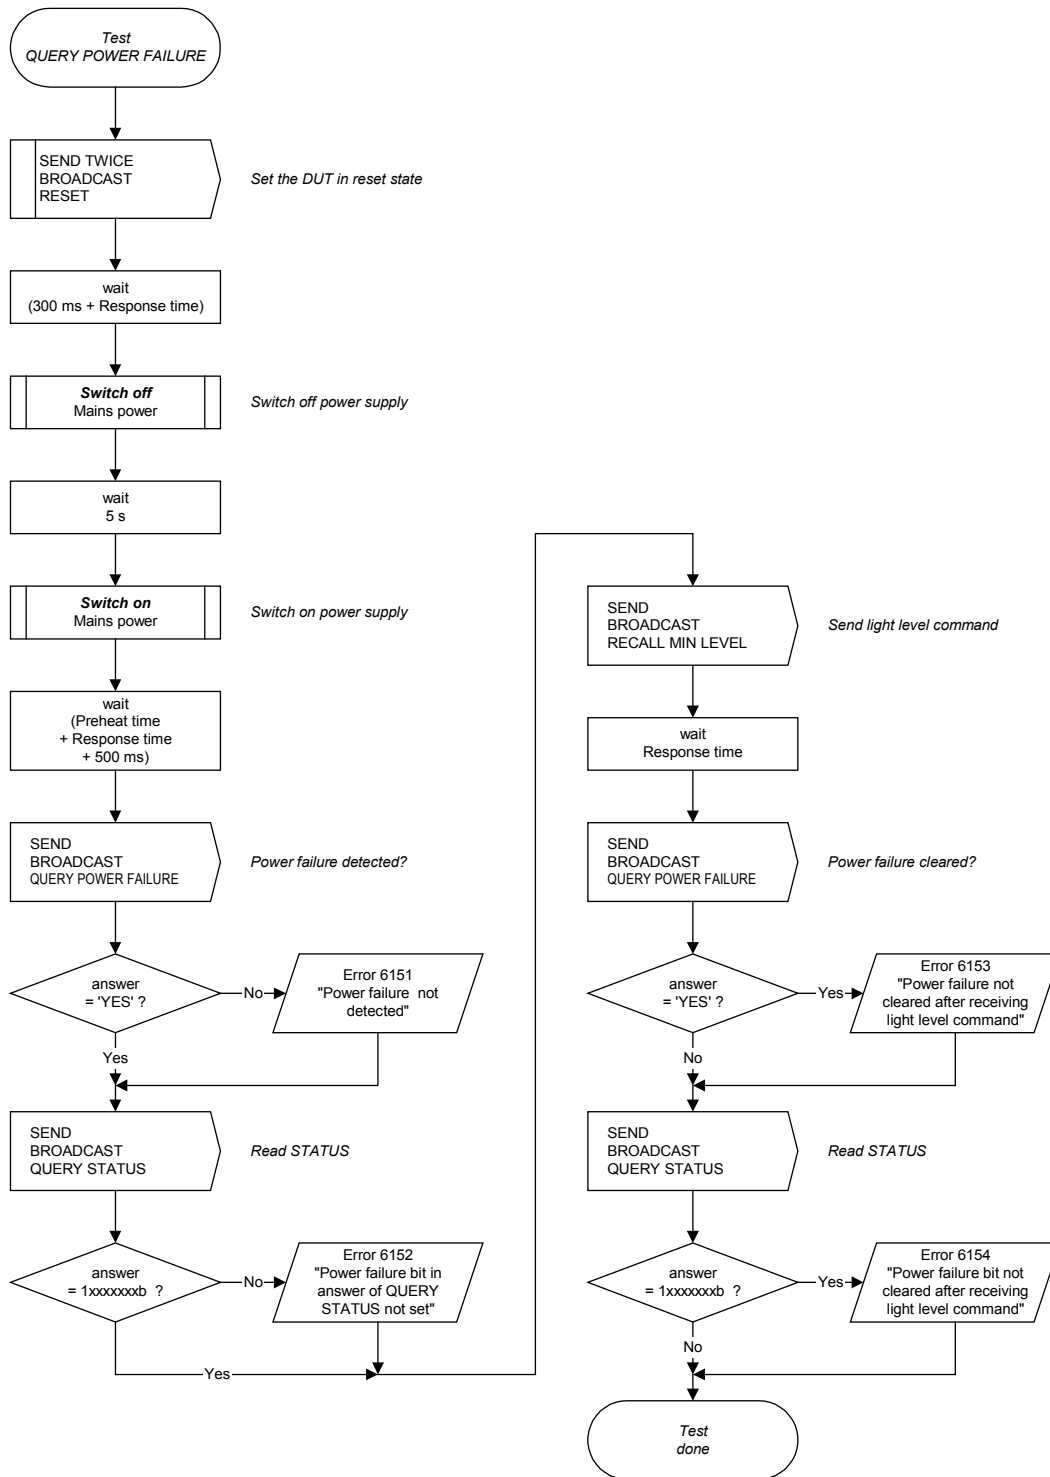 Test
QUERY POWER FAILURE
SEND TWICE
BROADCAST
RESET
Set the DUT in reset state
wait
(300 ms + Response time)
Switch off
Mains power
Switch off power supply
wait
5 s
Switch on
Mains power
Switch on power supply
wait
(Preheat time
+ Response time
+ 500 ms)
SEND
BROADCAST
QUERY POWER FAILURE
Power failure detected?
answer
= 'YES' ?
No
Error 6151
"Power failure not
detected"
Yes
SEND
BROADCAST
QUERY STATUS
Read STATUS
answer
= 1xxxxxxxb ?
No
Error 6152
"Power failure bit in
answer of QUERY
STATUS not set"
Yes
SEND
BROADCAST
RECALL MIN LEVEL
Send light level command
wait
Response time
SEND
BROADCAST
QUERY POWER FAILURE
Power failure cleared?
answer
= 'YES' ?
Yes
Error 6153
"Power failure not
cleared after receiving
light level command"
No
SEND
BROADCAST
QUERY STATUS
Read STATUS
answer
= 1xxxxxxxb ?
Yes
Error 6154
"Power failure bit not
cleared after receiving
light level command"
No
Test
done